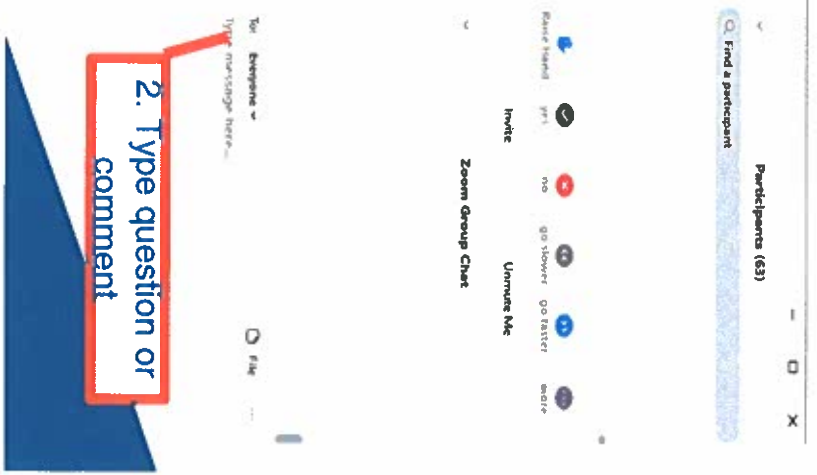 Participants (63)
Find a participant
Raise Hand yes no go slower go faster more
Invite Unmute Me
Zoom Group Chat
To: Everyone File ...
Type message here...
2. Type question or
comment